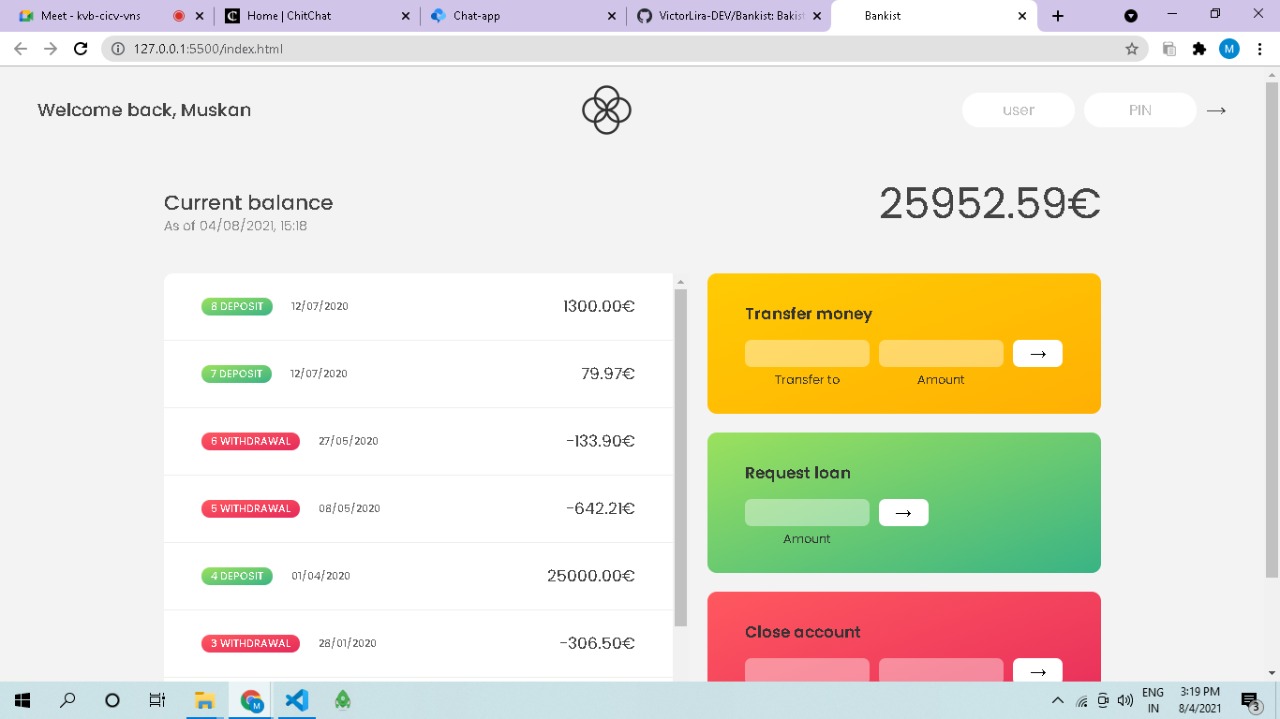 Meet - kvb-cicv-vns
Home | ChitChat
Chat-app
VictorLira-DEV/Bankist: Bakist
Bankist
127.0.0.1:5500/index.html
M
Welcome back, Muskan
user
PIN
→
Current balance
As of 04/08/2021, 15:18
25952.59€
8 DEPOSIT 12/07/2020 1300.00€
7 DEPOSIT 12/07/2020 79.97€
6 WITHDRAWAL 27/05/2020 -133.90€
5 WITHDRAWAL 08/05/2020 -642.21€
4 DEPOSIT 01/04/2020 25000.00€
3 WITHDRAWAL 28/01/2020 -306.50€
Transfer money
→
Transfer to Amount
Request loan
→
Amount
Close account
→
ENG
IN
3:19 PM
8/4/2021
3